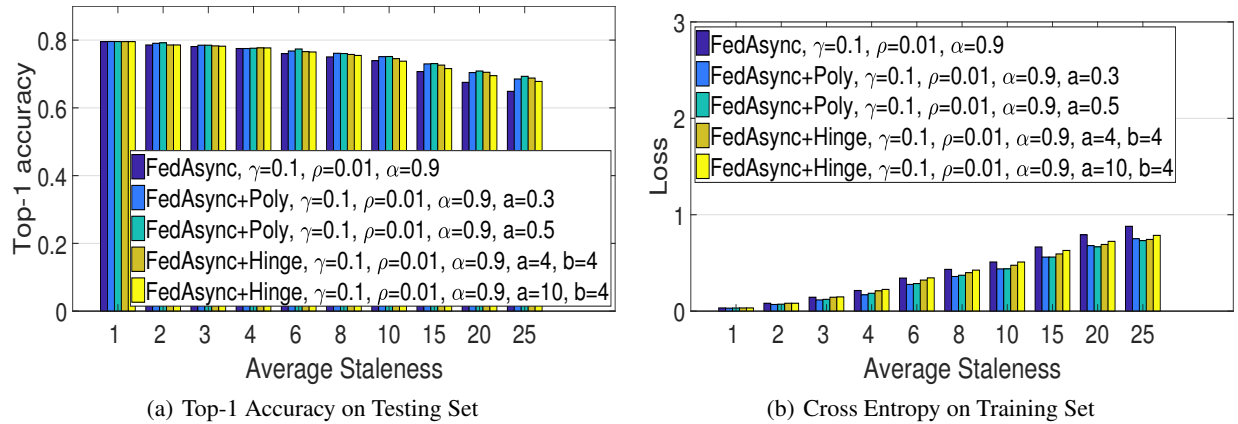 0.8
0.6
0.4
0.2
0
Top-1 accuracy
FedAsync, γ=0.1, ρ=0.01, α=0.9
FedAsync+Poly, γ=0.1, ρ=0.01, α=0.9, a=0.3
FedAsync+Poly, γ=0.1, ρ=0.01, α=0.9, a=0.5
FedAsync+Hinge, γ=0.1, ρ=0.01, α=0.9, a=4, b=4
FedAsync+Hinge, γ=0.1, ρ=0.01, α=0.9, a=10, b=4
1 2 3 4 6 8 10 15 20 25
Average Staleness
(a) Top-1 Accuracy on Testing Set
3
2
1
0
Loss
FedAsync, γ=0.1, ρ=0.01, α=0.9
FedAsync+Poly, γ=0.1, ρ=0.01, α=0.9, a=0.3
FedAsync+Poly, γ=0.1, ρ=0.01, α=0.9, a=0.5
FedAsync+Hinge, γ=0.1, ρ=0.01, α=0.9, a=4, b=4
FedAsync+Hinge, γ=0.1, ρ=0.01, α=0.9, a=10, b=4
1 2 3 4 6 8 10 15 20 25
Average Staleness
(b) Cross Entropy on Training Set